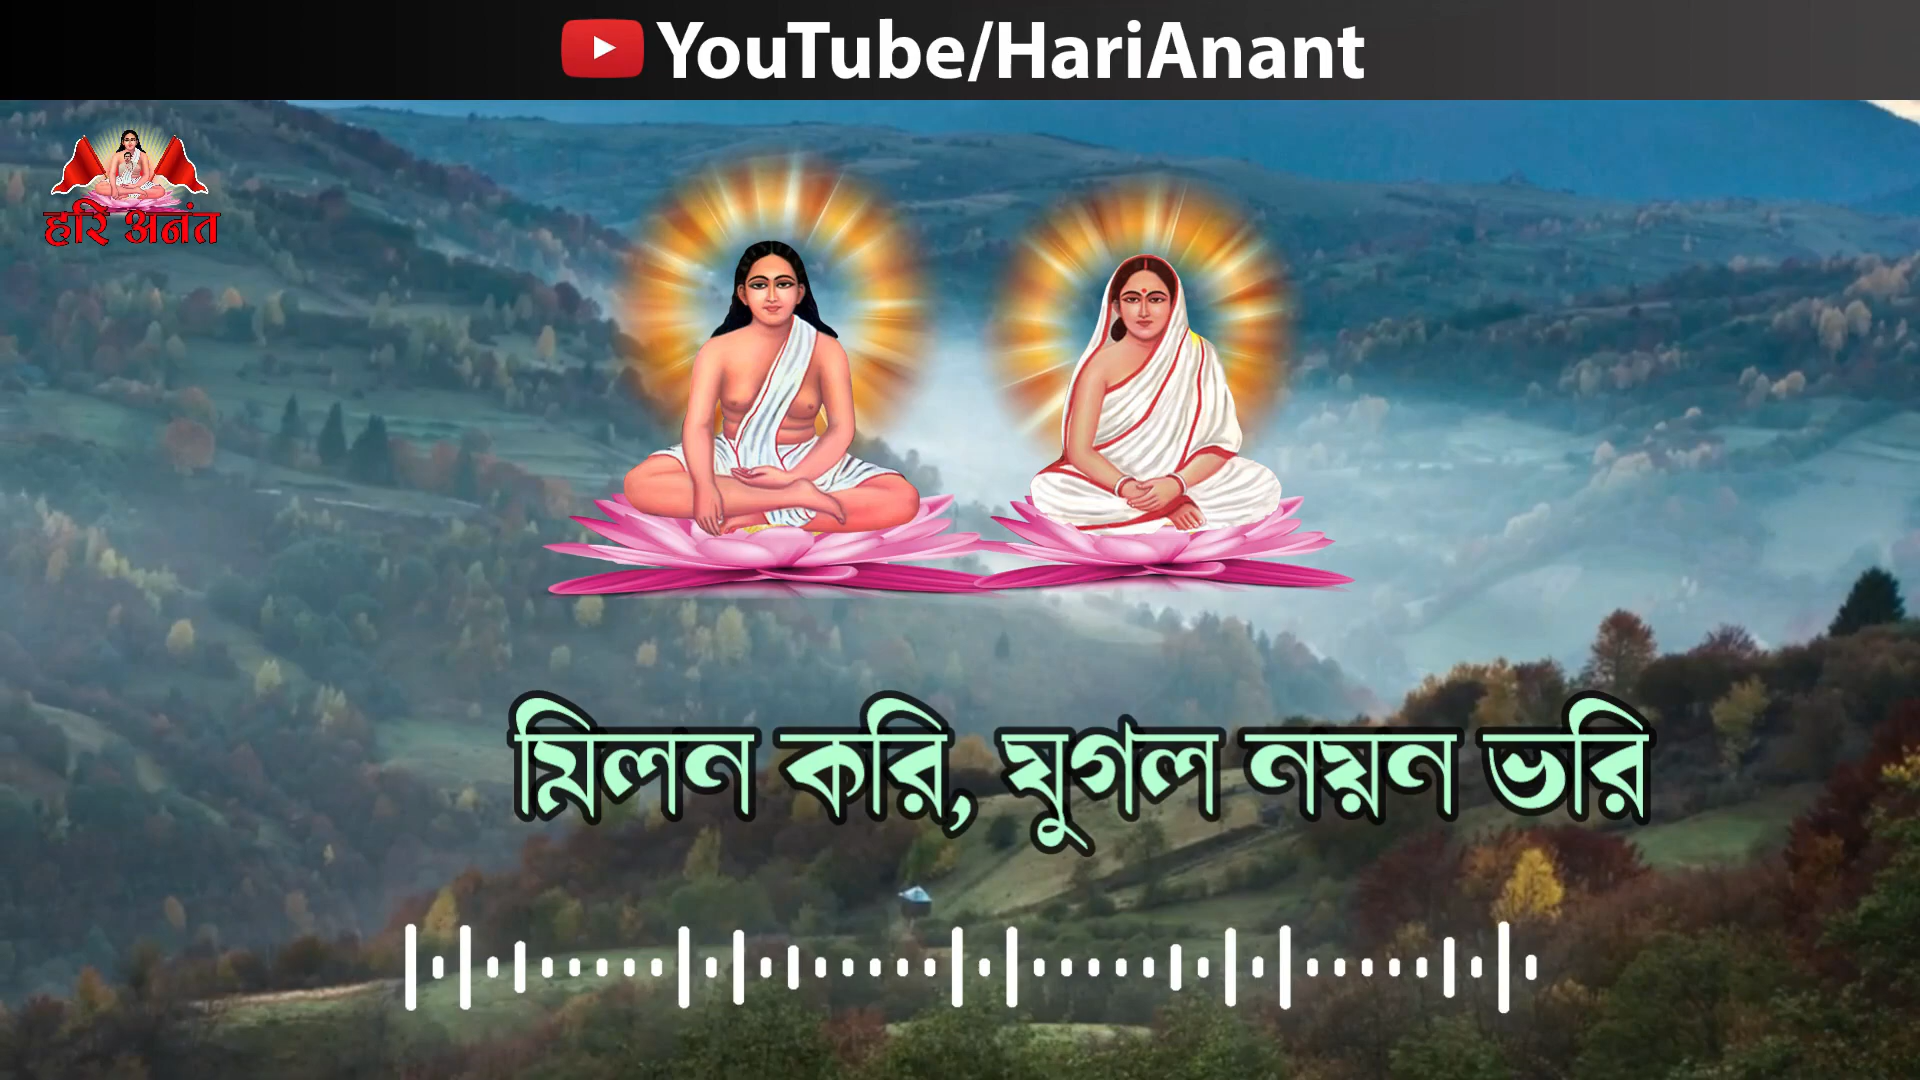 YouTube/HariAnant
हरि अनंत
মিলন করি, যুগল নয়ন ভরি